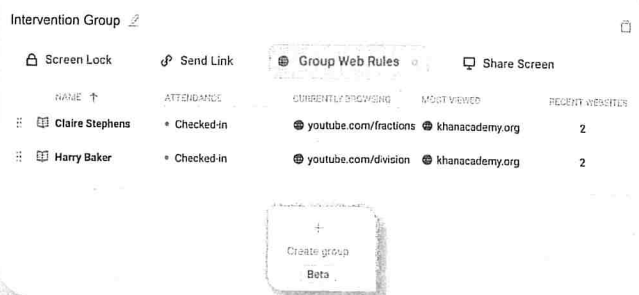 Intervention Group
Screen Lock Send Link Group Web Rules Share Screen
NAME ↑ ATTENDANCE CURRENTLY BROWSING MOST VIEWED RECENT WEBSITES
Claire Stephens Checked-in youtube.com/fractions khanacademy.org 2
Harry Baker Checked-in youtube.com/division khanacademy.org 2
+
Create group
Beta